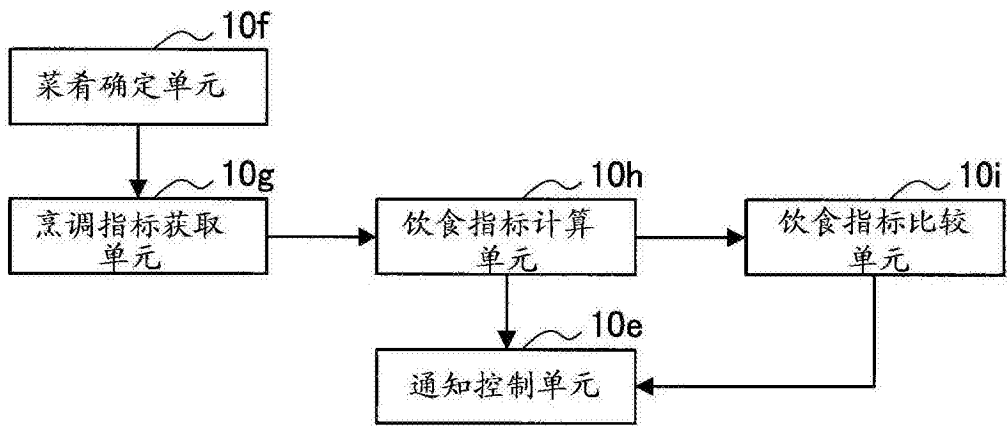 10f
菜肴确定单元
10g
烹调指标获取
单元
10h
饮食指标计算
单元
10i
饮食指标比较
单元
10e
通知控制单元